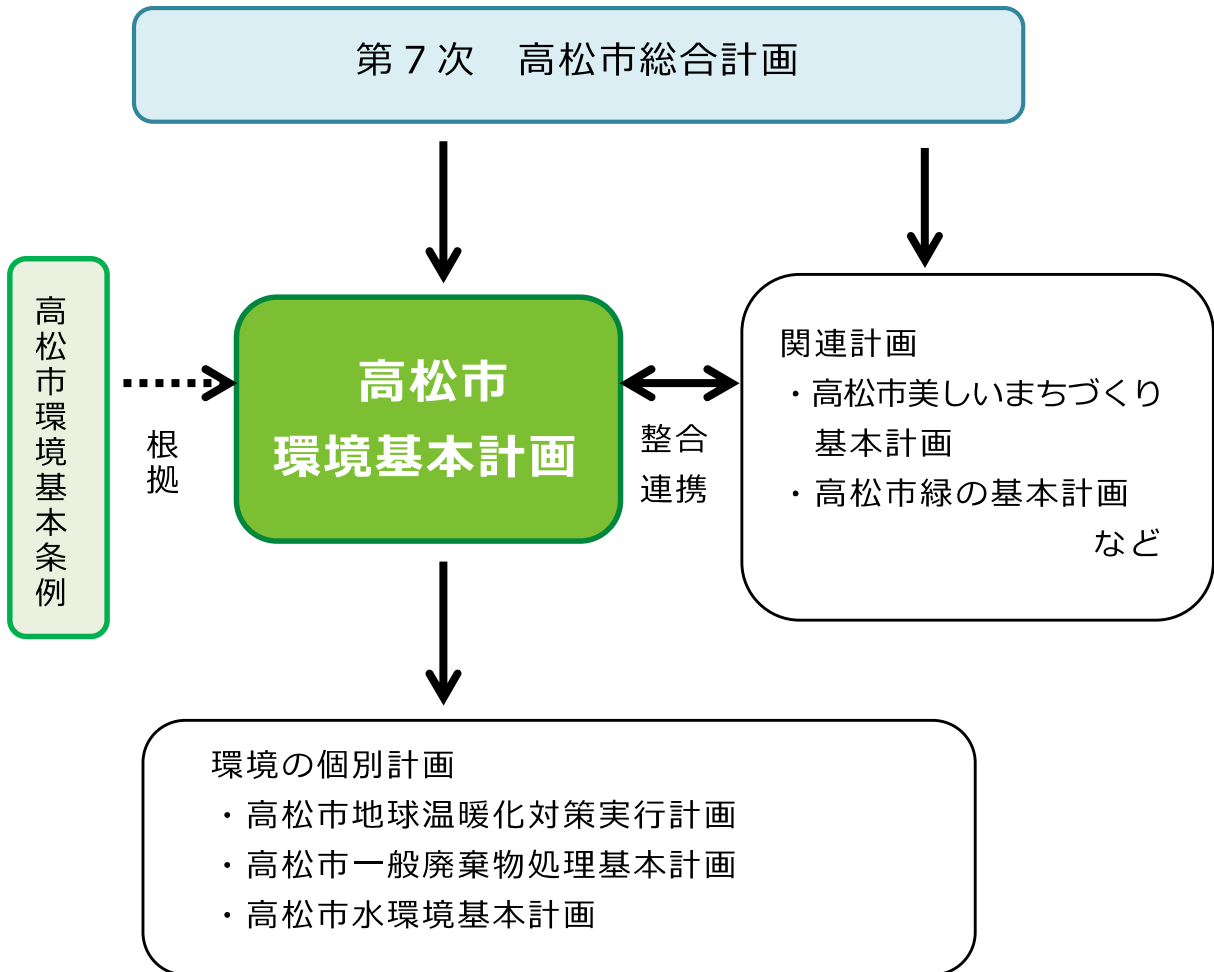 第７次　高松市総合計画
高松市環境基本条例
根拠
高松市
環境基本計画
整合
連携
関連計画
・高松市美しいまちづくり
基本計画
・高松市緑の基本計画
など
環境の個別計画
・高松市地球温暖化対策実行計画
・高松市一般廃棄物処理基本計画
・高松市水環境基本計画